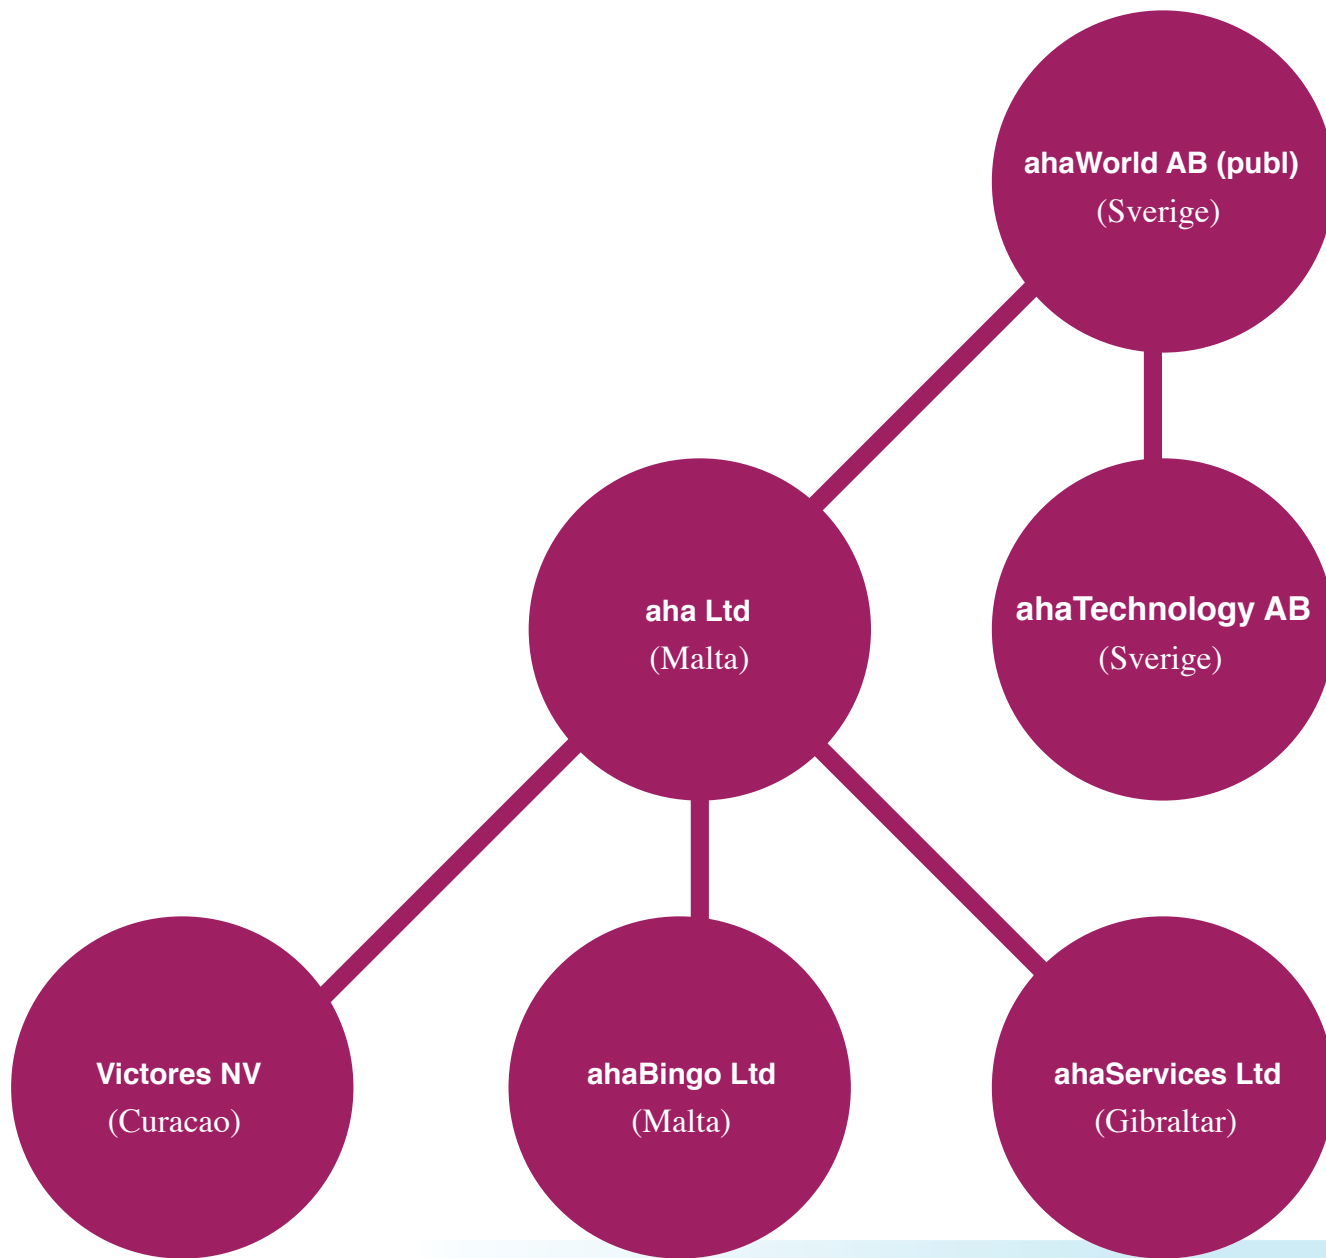 ahaWorld AB (publ)
(Sverige)
aha Ltd
(Malta)
ahaTechnology AB
(Sverige)
Victores NV
(Curacao)
ahaBingo Ltd
(Malta)
ahaServices Ltd
(Gibraltar)